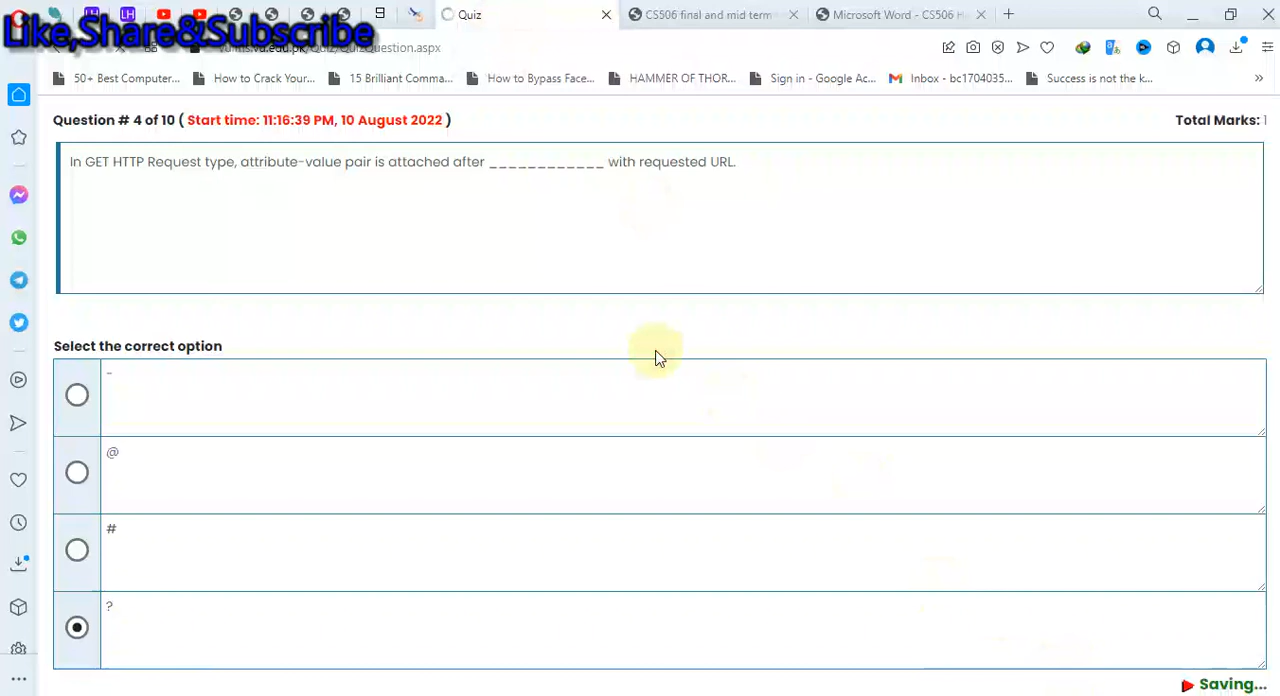 Quiz
CS506 final and mid term
Microsoft Word - CS506 H
Like,Share&Subscribe
.edu.pk/Quiz/QuizQuestion.aspx
50+ Best Computer...
How to Crack Your...
15 Brilliant Comma...
How to Bypass Face...
HAMMER OF THOR...
Sign in - Google Ac...
Inbox - bc1704035...
Success is not the k...
Question # 4 of 10 ( Start time: 11:16:39 PM, 10 August 2022 )
Total Marks: 1
In GET HTTP Request type, attribute-value pair is attached after ____________ with requested URL.
Select the correct option
-
@
#
?
Saving...